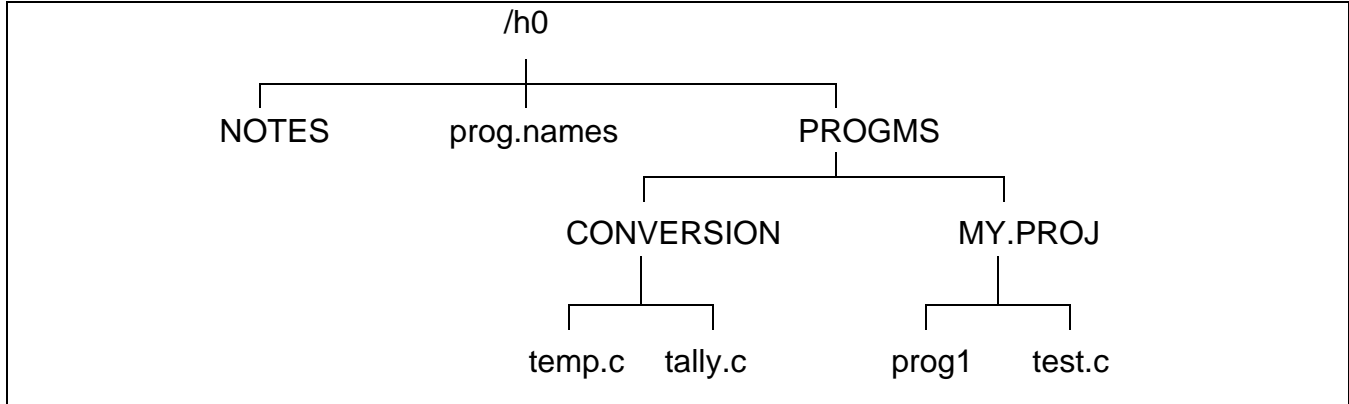 /h0
NOTES prog.names PROGMS
CONVERSION MY.PROJ
temp.c tally.c prog1 test.c